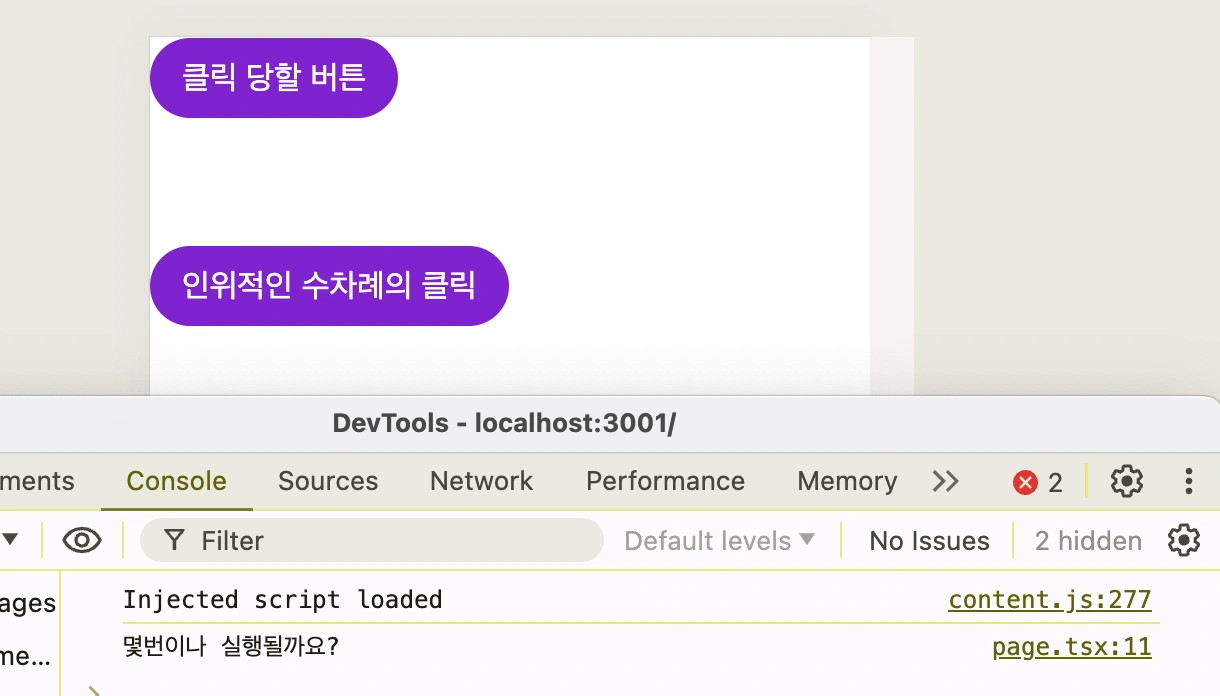 클릭 당할 버튼
인위적인 수차례의 클릭
DevTools - localhost:3001/
ments Console Sources Network Performance Memory 2
Filter Default levels No Issues 2 hidden
ages Injected script loaded content.js:277
me... 몇번이나 실행될까요? page.tsx:11